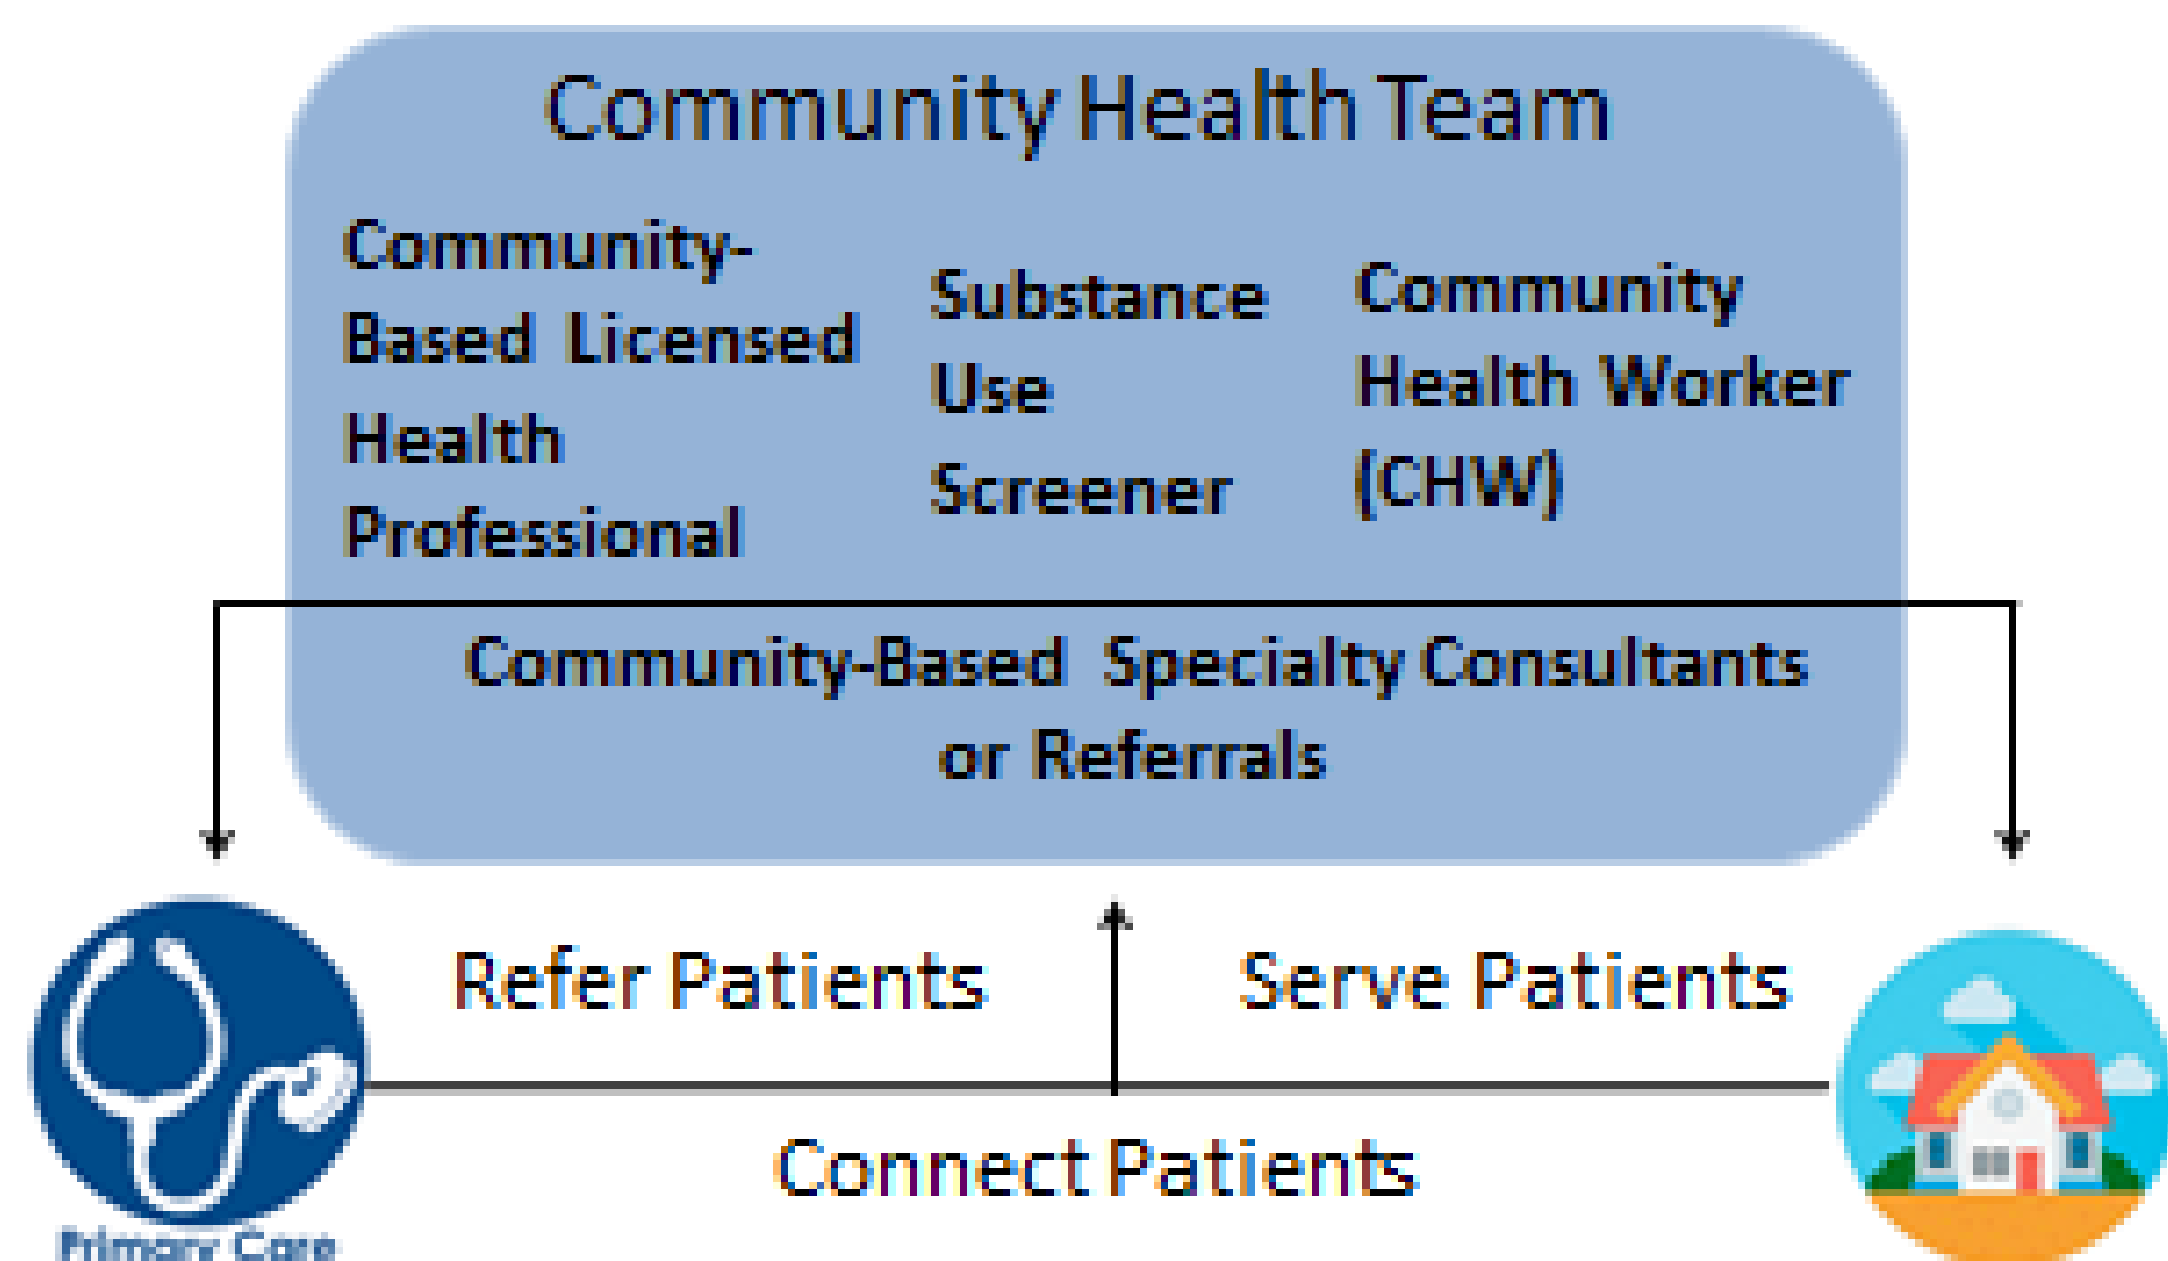 Community Health Team
Community-
Based Licensed
Health
Professional
Substance
Use
Screener
Community
Health Worker
(CHW)
Community-Based Specialty Consultants
or Referrals
Refer Patients
Serve Patients
Connect Patients
Primary Care